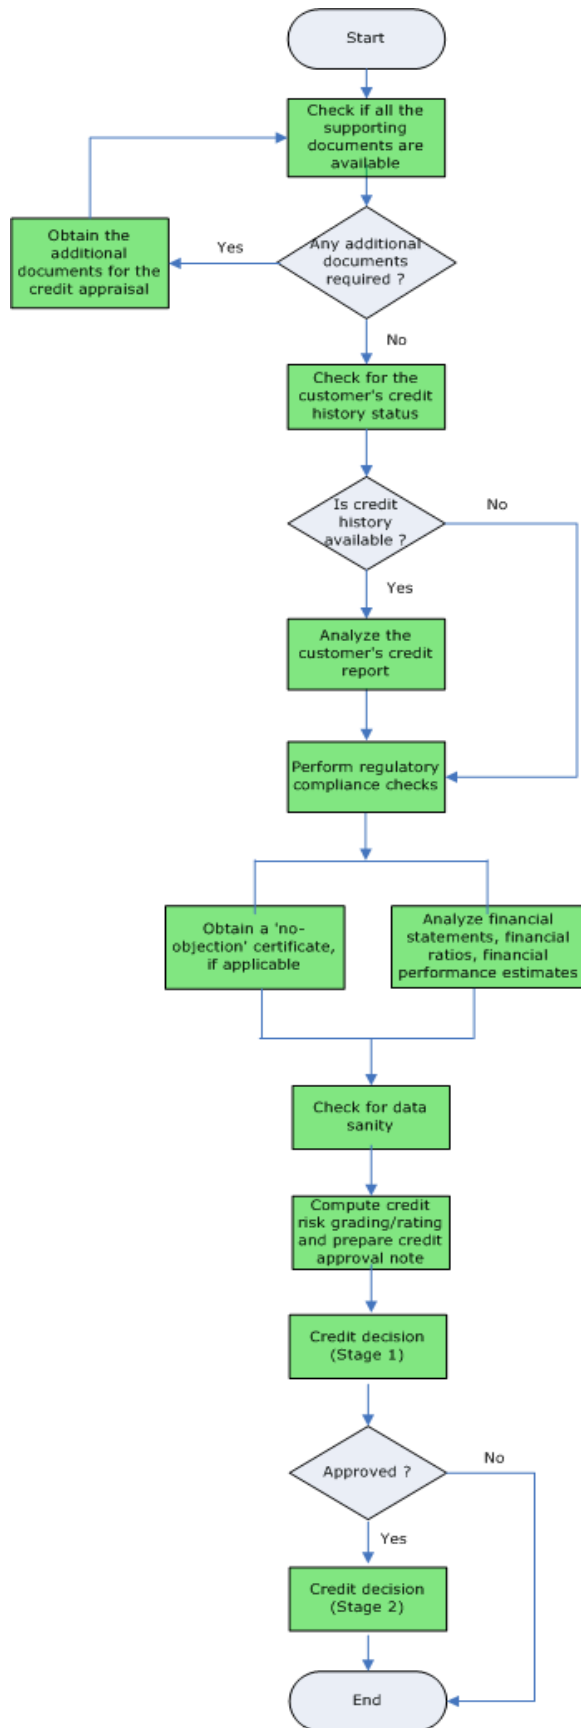 Start
Check if all the
supporting
documents are
available
Obtain the
additional
documents for the
credit appraisal
Yes
Any additional
documents
required ?
No
Check for the
customer's credit
history status
Is credit
history
available ?
No
Yes
Analyze the
customer's credit
report
Perform regulatory
compliance checks
Obtain a 'no-
objection' certificate,
if applicable
Analyze financial
statements, financial
ratios, financial
performance estimates
Check for data
sanity
Compute credit
risk grading/rating
and prepare credit
approval note
Credit decision
(Stage 1)
Approved ?
No
Yes
Credit decision
(Stage 2)
End